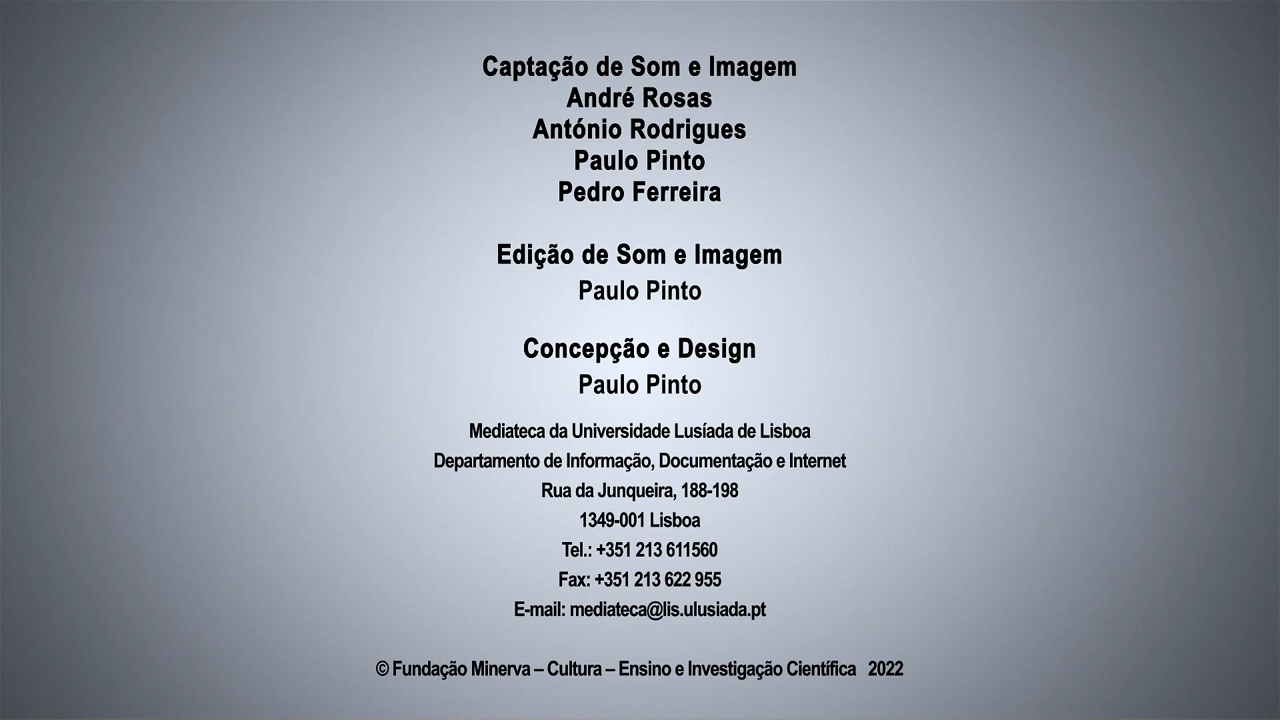 Captação de Som e Imagem
André Rosas
António Rodrigues
Paulo Pinto
Pedro Ferreira
Edição de Som e Imagem
Paulo Pinto
Concepção e Design
Paulo Pinto
Mediateca da Universidade Lusíada de Lisboa
Departamento de Informação, Documentação e Internet
Rua da Junqueira, 188-198
1349-001 Lisboa
Tel.: +351 213 611560
Fax: +351 213 622 955
E-mail: mediateca@lis.ulusiada.pt
© Fundação Minerva – Cultura – Ensino e Investigação Científica 2022